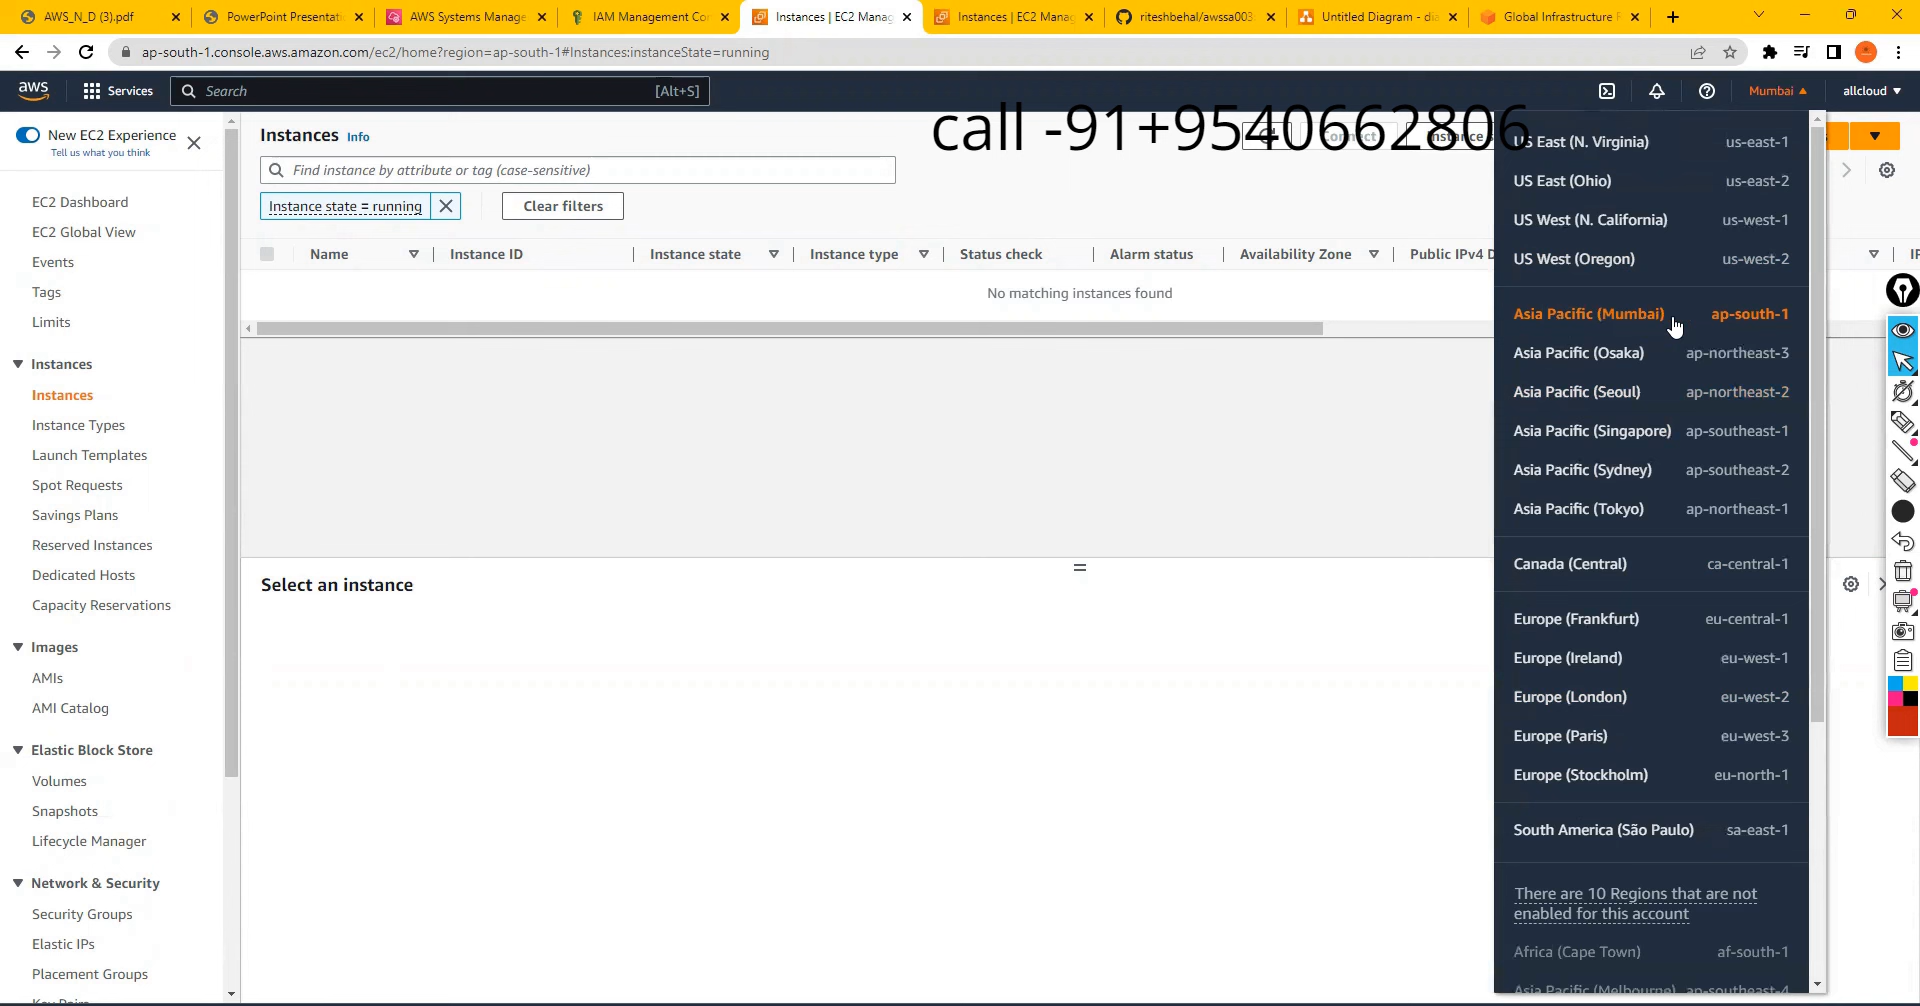 AWS_N_D (3).pdf
PowerPoint Presentati
AWS Systems Manage
IAM Management Co
Instances | EC2 Manag
Instances | EC2 Manag
riteshbehal/awssa003
Untitled Diagram - di
Global Infrastructure
ap-south-1.console.aws.amazon.com/ec2/home?region=ap-south-1#Instances:instanceState=running
aws
Services
Search
[Alt+S]
Mumbai
allcloud
call -91+9540662806
New EC2 Experience
Tell us what you think
EC2 Dashboard
EC2 Global View
Events
Tags
Limits
Instances
Instances
Instance Types
Launch Templates
Spot Requests
Savings Plans
Reserved Instances
Dedicated Hosts
Capacity Reservations
Images
AMIs
AMI Catalog
Elastic Block Store
Volumes
Snapshots
Lifecycle Manager
Network & Security
Security Groups
Elastic IPs
Placement Groups
Instances Info
Connect
Instance s
Find instance by attribute or tag (case-sensitive)
Instance state = running
Clear filters
Name
Instance ID
Instance state
Instance type
Status check
Alarm status
Availability Zone
Public IPv4 D
No matching instances found
Select an instance
US East (N. Virginia) us-east-1
US East (Ohio) us-east-2
US West (N. California) us-west-1
US West (Oregon) us-west-2
Asia Pacific (Mumbai) ap-south-1
Asia Pacific (Osaka) ap-northeast-3
Asia Pacific (Seoul) ap-northeast-2
Asia Pacific (Singapore) ap-southeast-1
Asia Pacific (Sydney) ap-southeast-2
Asia Pacific (Tokyo) ap-northeast-1
Canada (Central) ca-central-1
Europe (Frankfurt) eu-central-1
Europe (Ireland) eu-west-1
Europe (London) eu-west-2
Europe (Paris) eu-west-3
Europe (Stockholm) eu-north-1
South America (São Paulo) sa-east-1
There are 10 Regions that are not
enabled for this account
Africa (Cape Town) af-south-1
Asia Pacific (Melbourne) ap-southeast-4